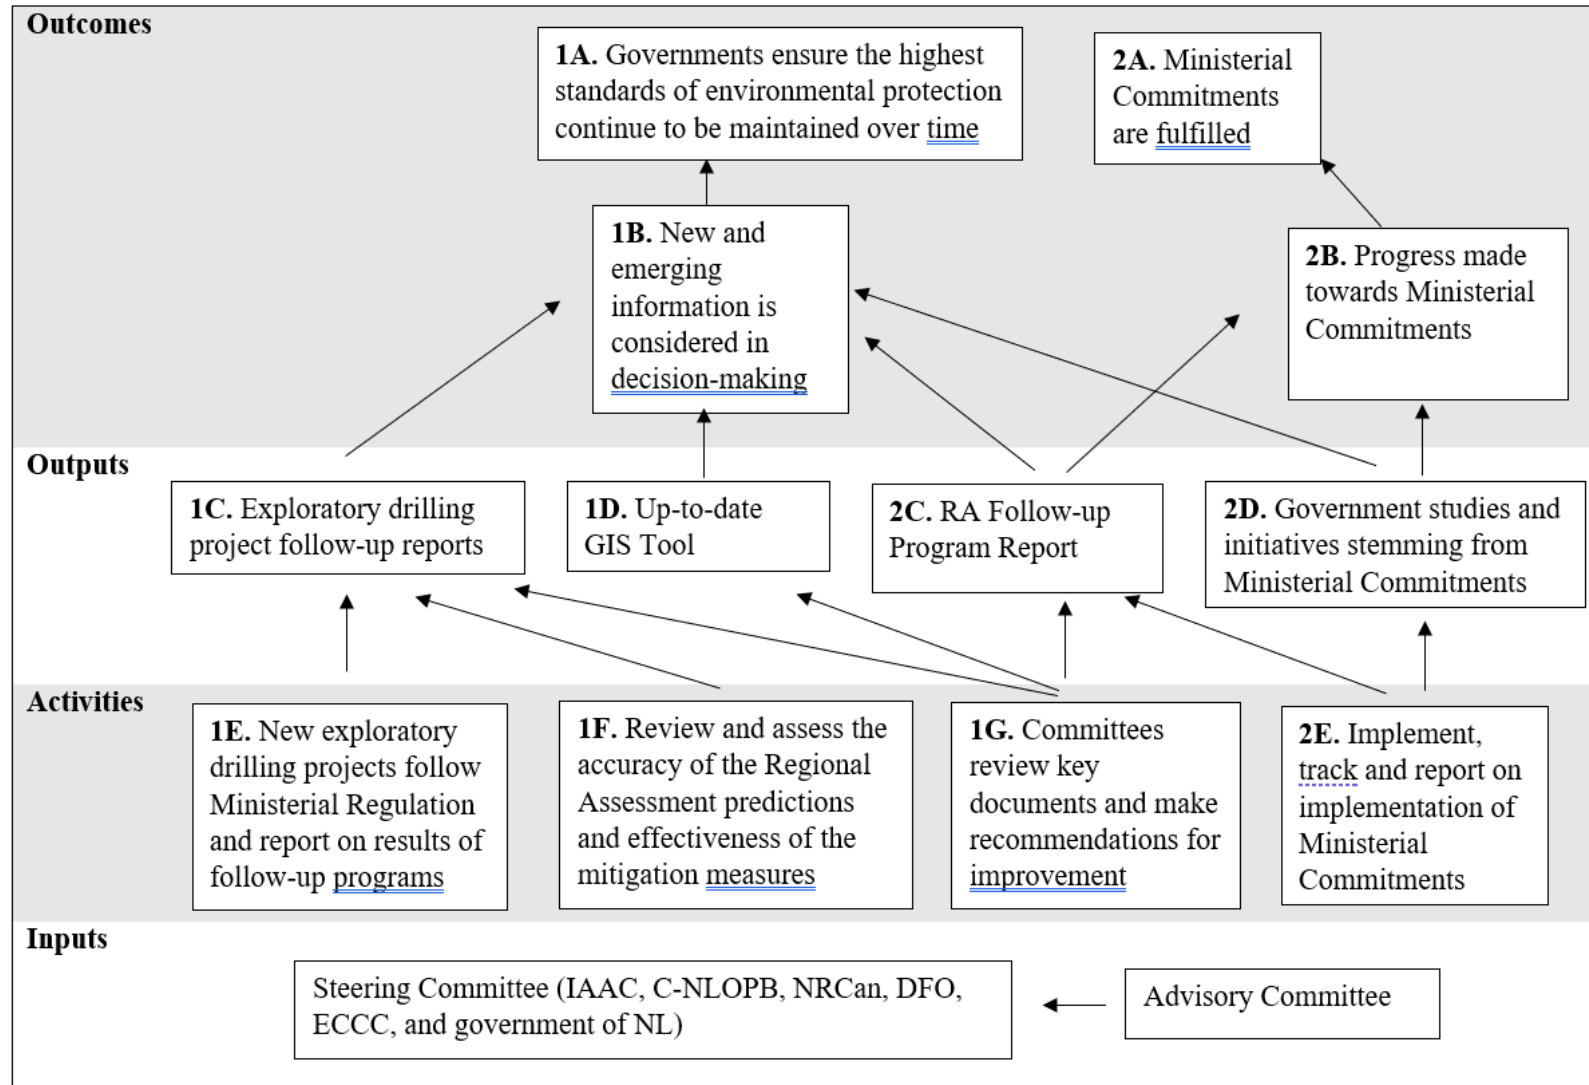 Outcomes
1A. Governments ensure the highest
standards of environmental protection
continue to be maintained over time
2A. Ministerial
Commitments
are fulfilled
1B. New and
emerging
information is
considered in
decision-making
2B. Progress made
towards Ministerial
Commitments
Outputs
1C. Exploratory drilling
project follow-up reports
1D. Up-to-date
GIS Tool
2C. RA Follow-up
Program Report
2D. Government studies and
initiatives stemming from
Ministerial Commitments
Activities
1E. New exploratory
drilling projects follow
Ministerial Regulation
and report on results of
follow-up programs
1F. Review and assess the
accuracy of the Regional
Assessment predictions
and effectiveness of the
mitigation measures
1G. Committees
review key
documents and make
recommendations for
improvement
2E. Implement,
track and report on
implementation of
Ministerial
Commitments
Inputs
Steering Committee (IAAC, C-NLOPB, NRCan, DFO,
ECCC, and government of NL)
Advisory Committee